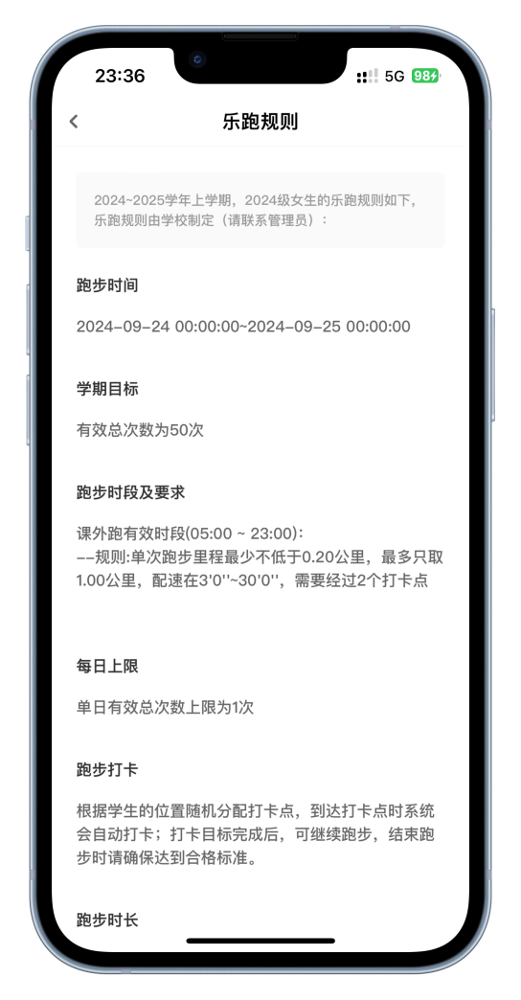 23:36
5G
98
乐跑规则
2024~2025学年上学期，2024级女生的乐跑规则如下，
乐跑规则由学校制定（请联系管理员）：
跑步时间
2024-09-24 00:00:00~2024-09-25 00:00:00
学期目标
有效总次数为50次
跑步时段及要求
课外跑有效时段(05:00 ~ 23:00):
--规则:单次跑步里程最少不低于0.20公里，最多只取
1.00公里，配速在3'0''~30'0''，需要经过2个打卡点
每日上限
单日有效总次数上限为1次
跑步打卡
根据学生的位置随机分配打卡点，到达打卡点时系统
会自动打卡；打卡目标完成后，可继续跑步，结束跑
步时请确保达到合格标准。
跑步时长